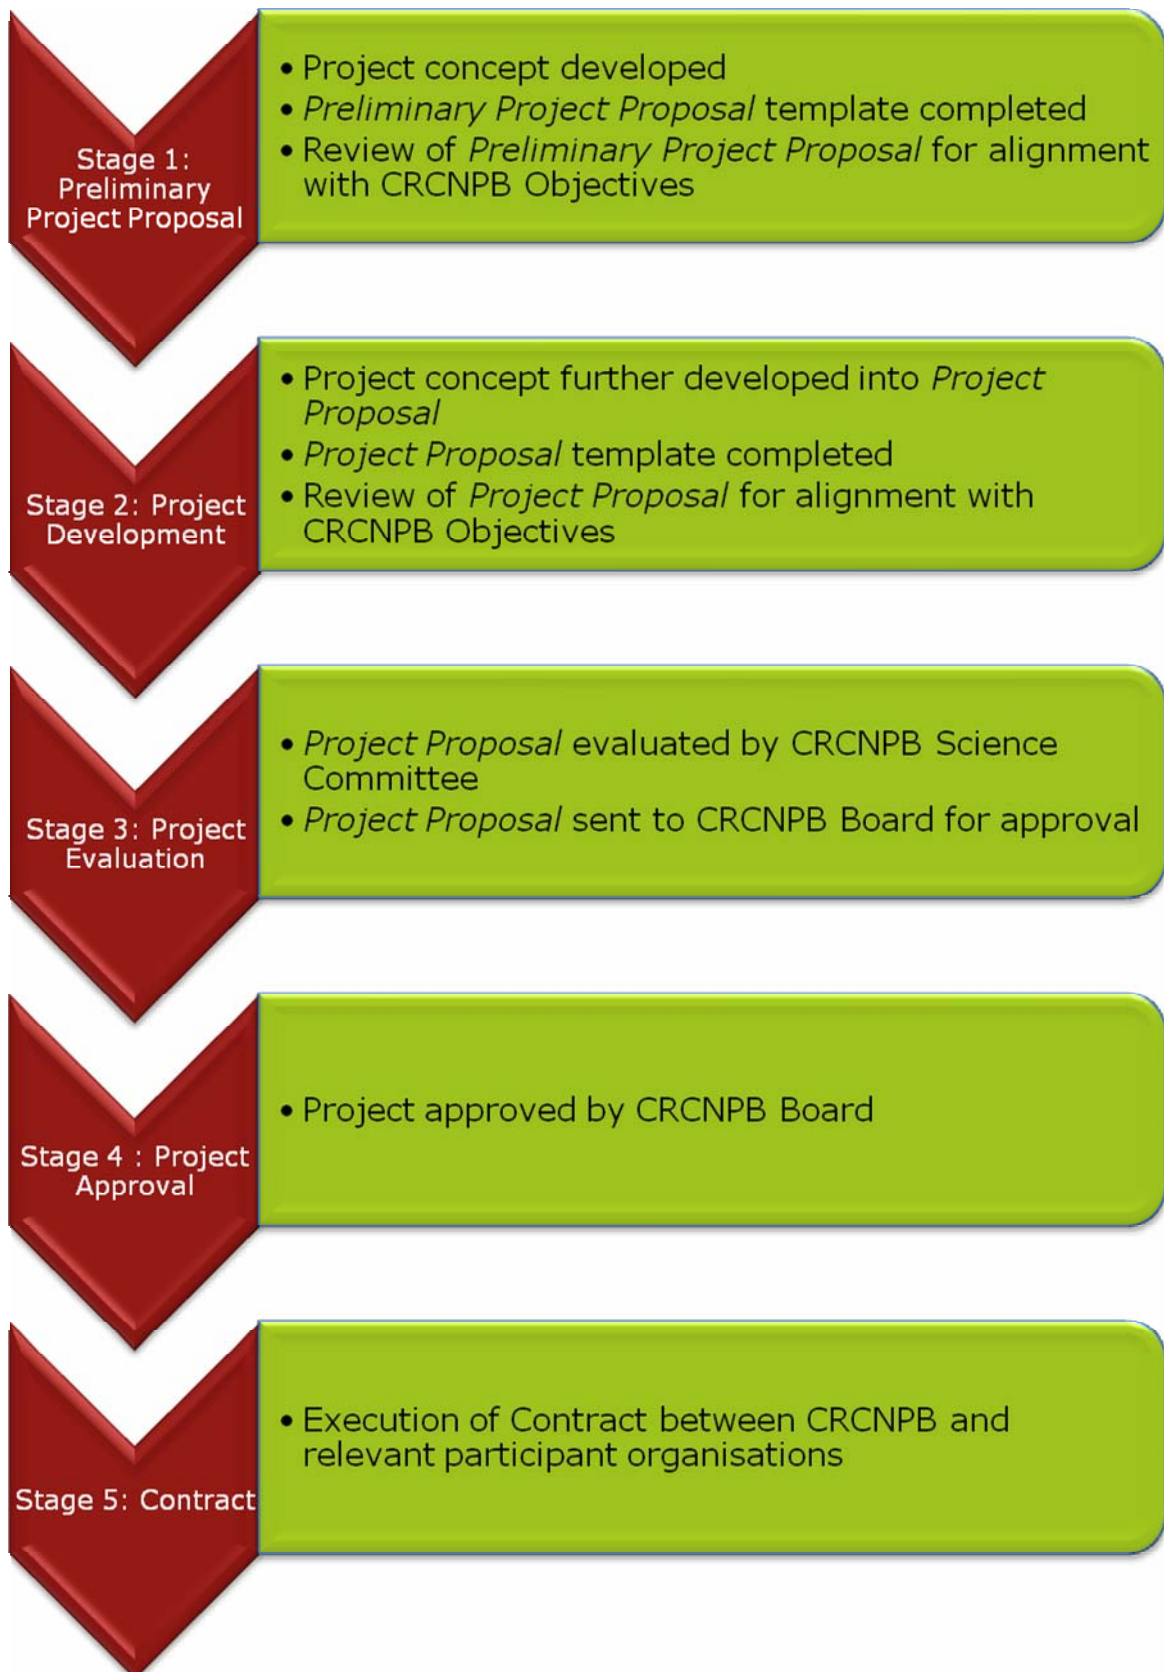 Stage 1:
Preliminary
Project Proposal
• Project concept developed
• Preliminary Project Proposal template completed
• Review of Preliminary Project Proposal for alignment
with CRCNPB Objectives
Stage 2: Project
Development
• Project concept further developed into Project
Proposal
• Project Proposal template completed
• Review of Project Proposal for alignment with
CRCNPB Objectives
Stage 3: Project
Evaluation
• Project Proposal evaluated by CRCNPB Science
Committee
• Project Proposal sent to CRCNPB Board for approval
Stage 4 : Project
Approval
• Project approved by CRCNPB Board
Stage 5: Contract
• Execution of Contract between CRCNPB and
relevant participant organisations